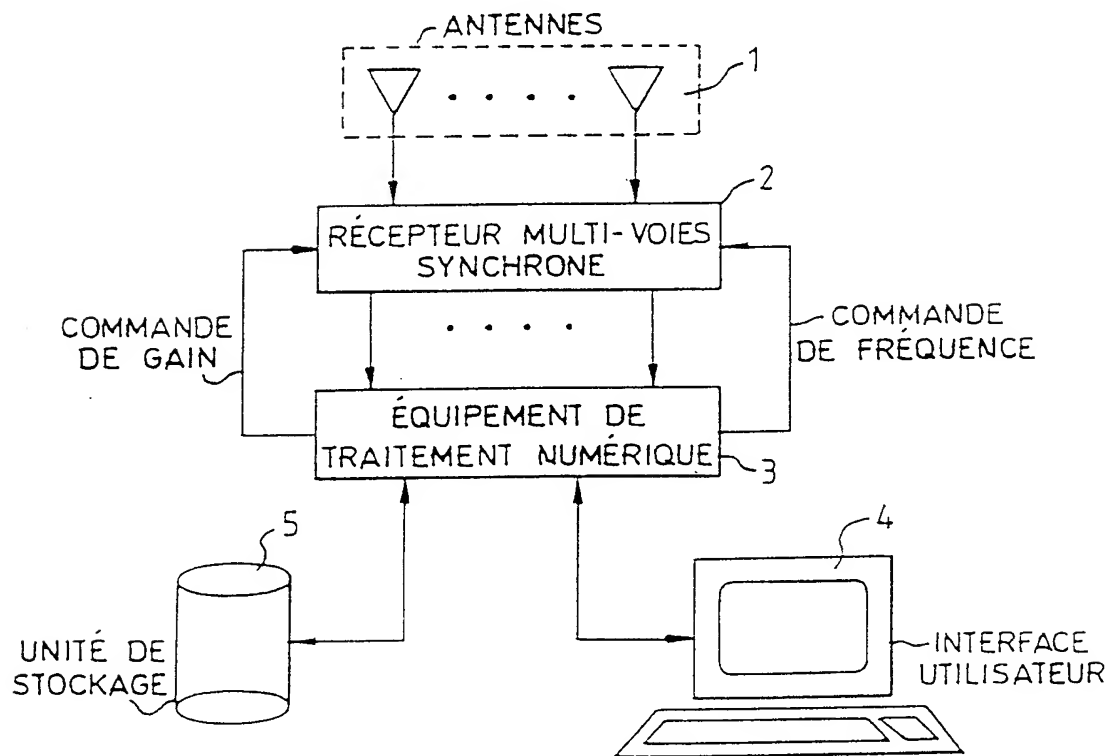 ANTENNES
1
2
RÉCEPTEUR MULTI-VOIES
SYNCHRONE
COMMANDE
DE GAIN
COMMANDE
DE FRÉQUENCE
ÉQUIPEMENT DE
TRAITEMENT NUMÉRIQUE
3
5
4
UNITÉ DE
STOCKAGE
INTERFACE
UTILISATEUR